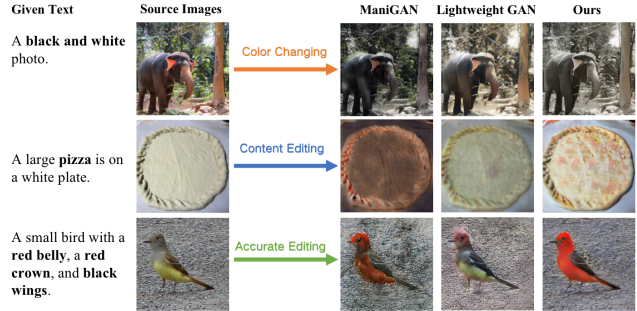 Given Text Source Images ManiGAN Lightweight GAN Ours
A black and white
photo.
Color Changing
A large pizza is on
a white plate.
Content Editing
A small bird with a
red belly, a red
crown, and black
wings.
Accurate Editing